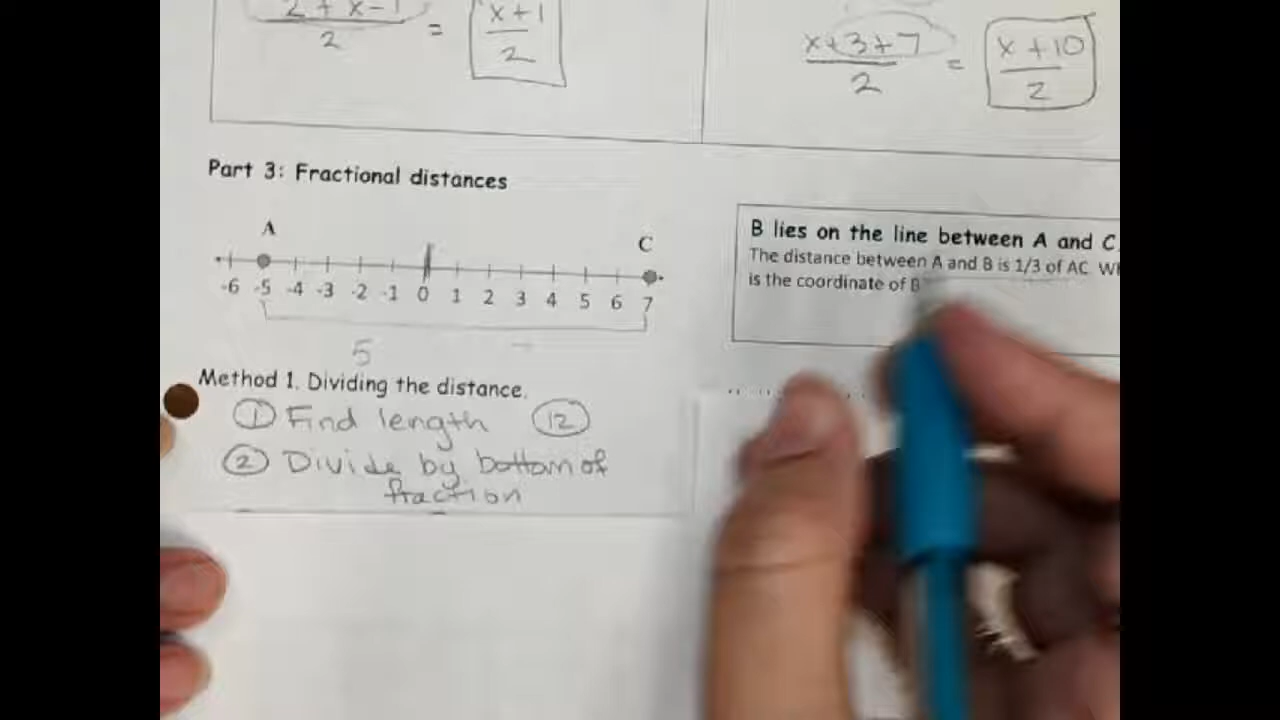 2 + x - 1
2
=
x + 1
2
x + 3 + 7
2
=
x + 10
2
Part 3: Fractional distances
A
C
-6 -5 -4 -3 -2 -1 0 1 2 3 4 5 6 7
5
B lies on the line between A and C
The distance between A and B is 1/3 of AC
is the coordinate of B
Method 1. Dividing the distance.
① Find length 12
② Divide by bottom of
fraction